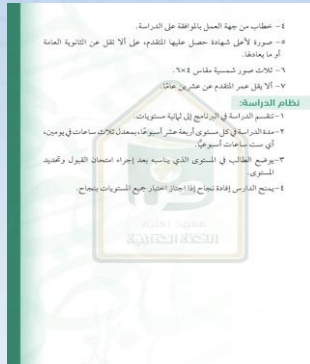 ٤- خطاب من جهة العمل بالموافقة على الدراسة.
٥- صورة لأعلى شهادة حصل عليها المتقدم، على ألا تقل عن الثانوية العامة
أو ما يعادلها.
٦- ثلاث صور شمسية مقاس ٤×٦.
٧- ألا يقل عمر المتقدم عن عشرين عامًا.
نظام الدراسة:
١- تنقسم الدراسة في البرنامج إلى ثمانية مستويات.
٢- مدة الدراسة في كل مستوى أربعة عشر أسبوعًا، بمعدل ثلاث ساعات في يومين،
أي ست ساعات أسبوعيًّا.
٣- يوضع الطالب في المستوى الذي يناسبه بعد إجراء امتحان القبول وتحديد
المستوى.
٤- يمنح الدارس إفادة نجاح إذا اجتاز اختبار جميع المستويات بنجاح.
معهد تعليم
اللغة العربية